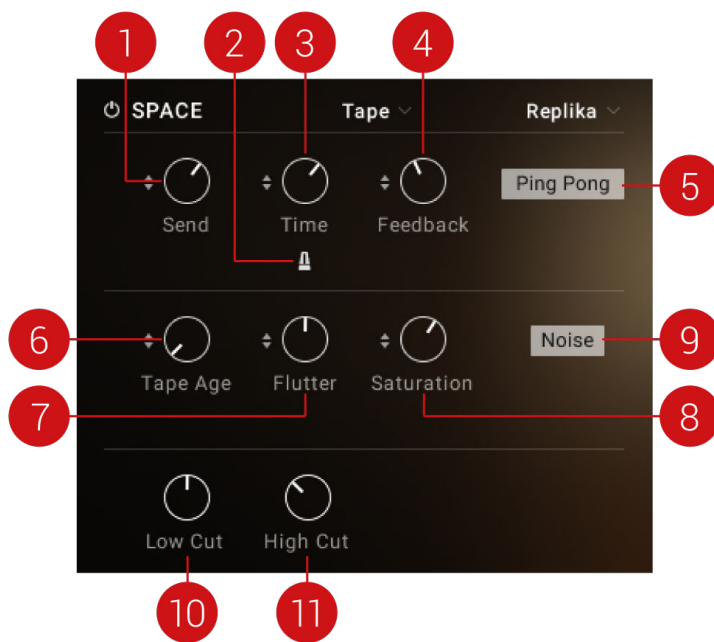 1 2 3 4
SPACE Tape Replika
Ping Pong 5
Send Time Feedback
6 Noise 9
Tape Age Flutter Saturation
7 8
Low Cut High Cut
10 11